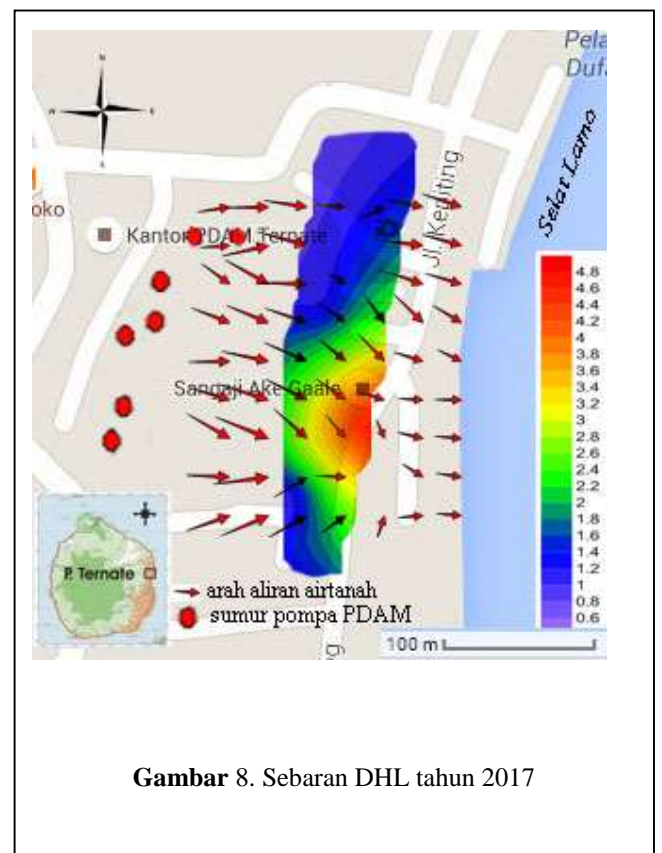 Pela
Dufa
Selat Lamo
N
W
E
S
oko
Kantor PDAM Ternate
Jl. Keuiting
Sangaji Ake Gaale
4.8
4.6
4.4
4.2
4
3.8
3.6
3.4
3.2
3
2.8
2.6
2.4
2.2
2
1.8
1.6
1.4
1.2
1
0.8
0.6
P. Ternate
arah aliran airtanah
sumur pompa PDAM
100 m
ng
Gambar 8. Sebaran DHL tahun 2017